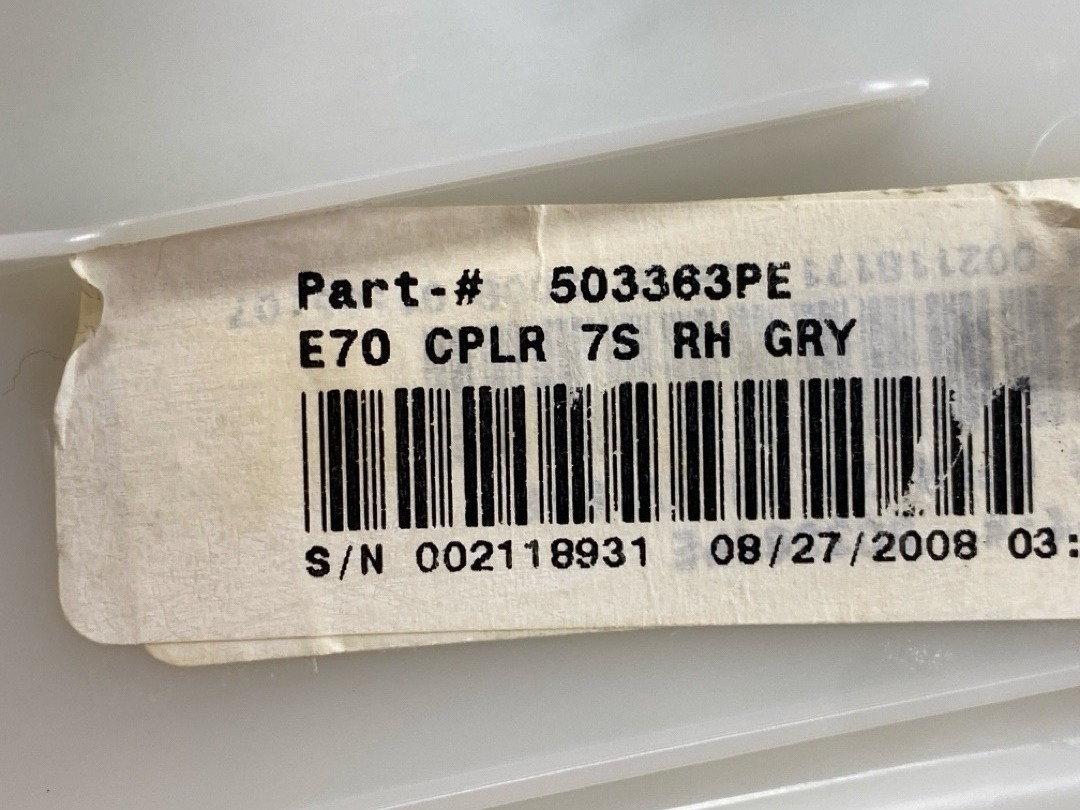 Part-# 503363PE
E70 CPLR 7S RH GRY
S/N 002118931 08/27/2008 03: